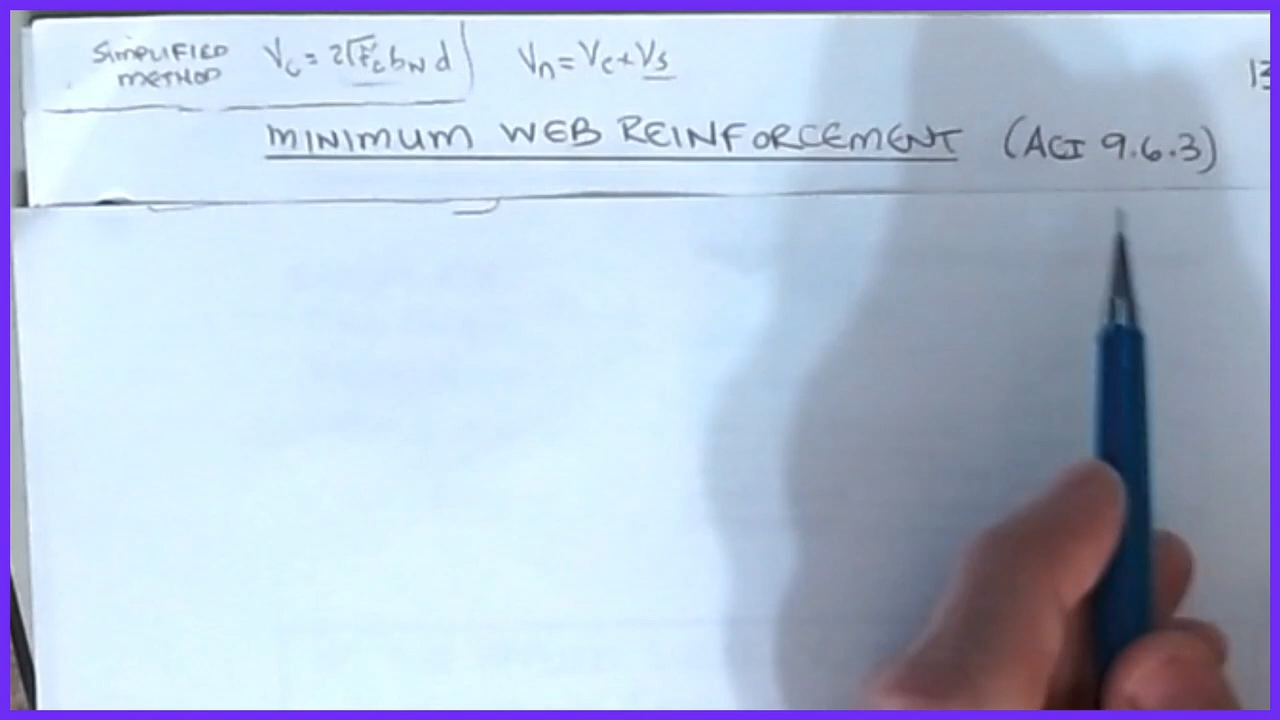 SIMPLIFIED METHOD Vc = 2√f'c bw d Vn = Vc + Vs
13
MINIMUM WEB REINFORCEMENT (ACI 9.6.3)